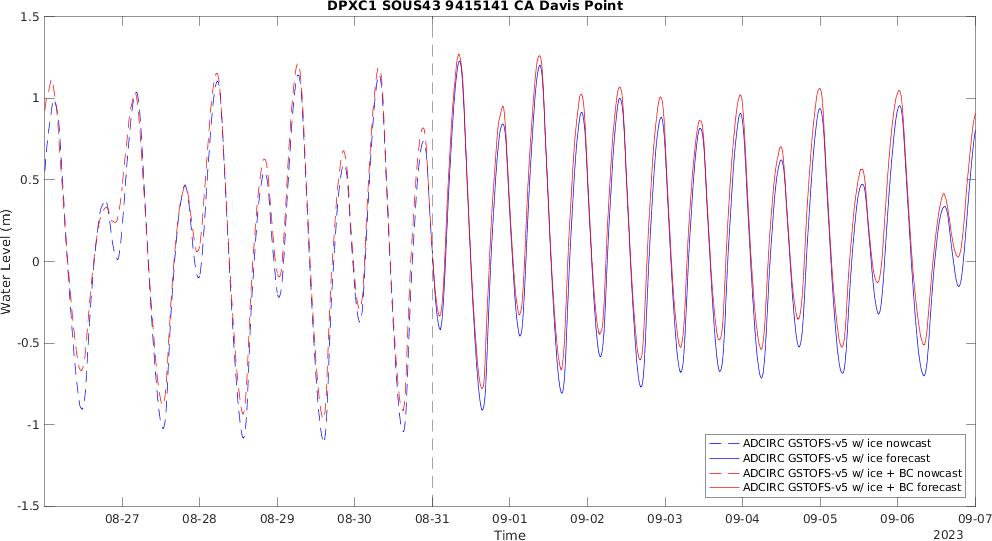 DPXC1 SOUS43 9415141 CA Davis Point
Water Level (m)
1.5
1
0.5
0
-0.5
-1
-1.5
ADCIRC GSTOFS-v5 w/ ice nowcast
ADCIRC GSTOFS-v5 w/ ice forecast
ADCIRC GSTOFS-v5 w/ ice + BC nowcast
ADCIRC GSTOFS-v5 w/ ice + BC forecast
08-27 08-28 08-29 08-30 08-31 09-01 09-02 09-03 09-04 09-05 09-06 09-07
Time
2023